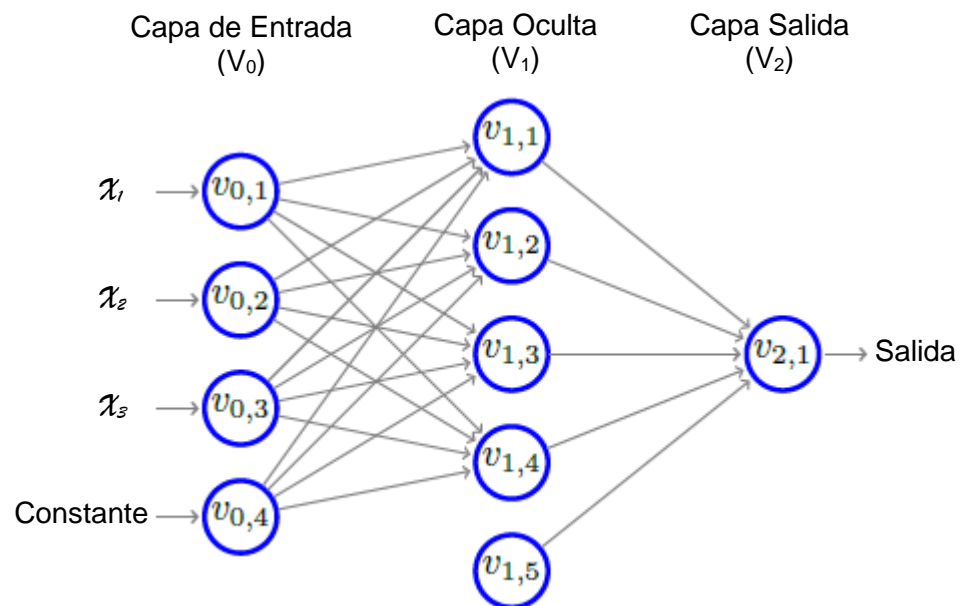 Capa de Entrada
(V₀)
Capa Oculta
(V₁)
Capa Salida
(V₂)
x₁
x₂
x₃
Constante
v₀,₁
v₀,₂
v₀,₃
v₀,₄
v₁,₁
v₁,₂
v₁,₃
v₁,₄
v₁,₅
v₂,₁
Salida